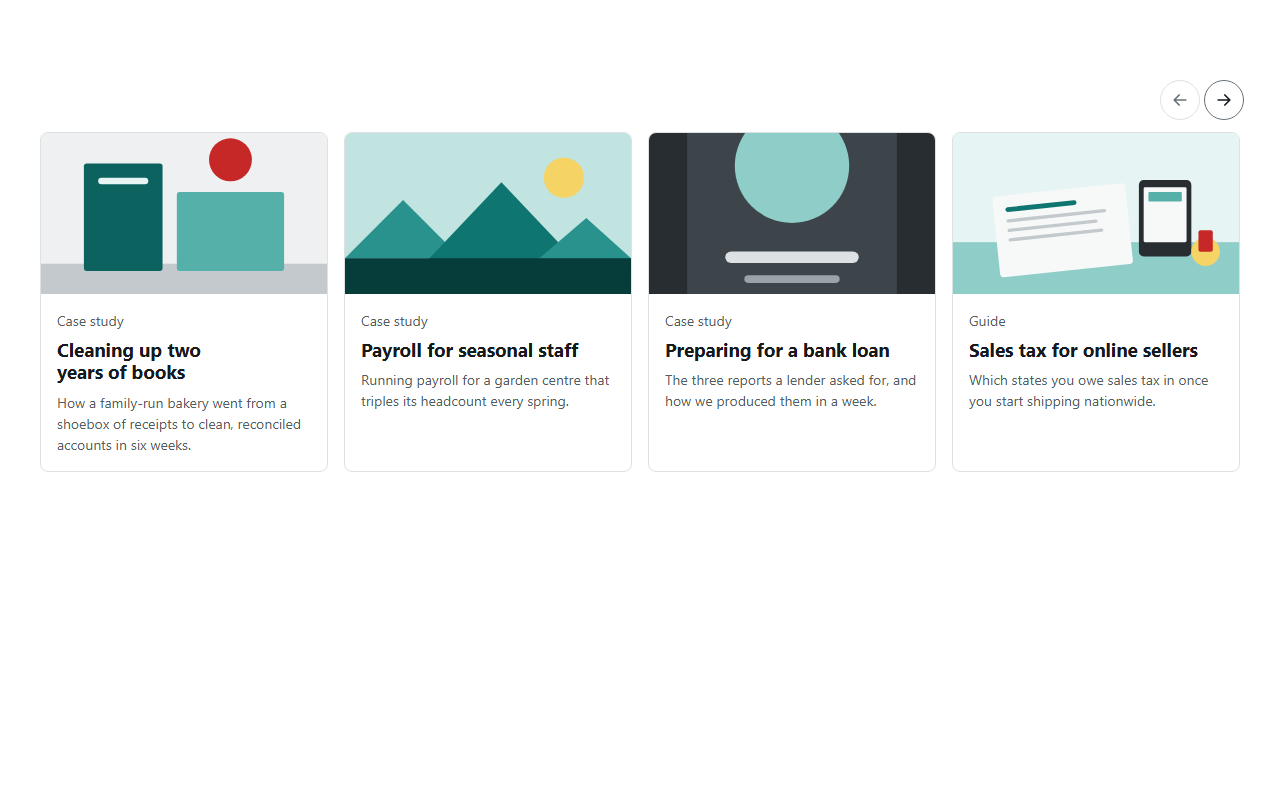 Case study
Cleaning up two
years of books
How a family-run bakery went from a
shoebox of receipts to clean, reconciled
accounts in six weeks.
Case study
Payroll for seasonal staff
Running payroll for a garden centre that
triples its headcount every spring.
Case study
Preparing for a bank loan
The three reports a lender asked for, and
how we produced them in a week.
Guide
Sales tax for online sellers
Which states you owe sales tax in once
you start shipping nationwide.